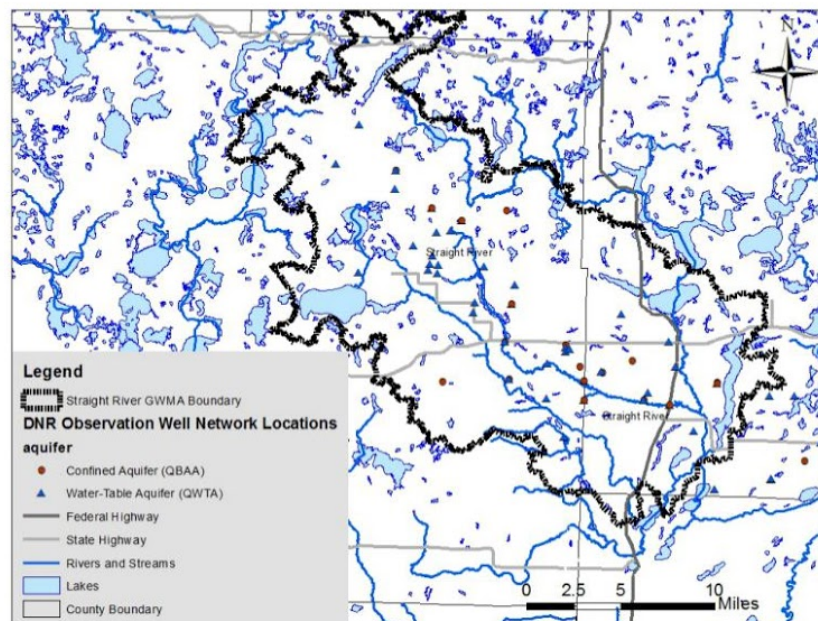 N
Straight River
Straight River
Legend
Straight River GWMA Boundary
DNR Observation Well Network Locations
aquifer
Confined Aquifer (QBAA)
Water-Table Aquifer (QWTA)
Federal Highway
State Highway
Rivers and Streams
Lakes
County Boundary
0 2.5 5 10
Miles